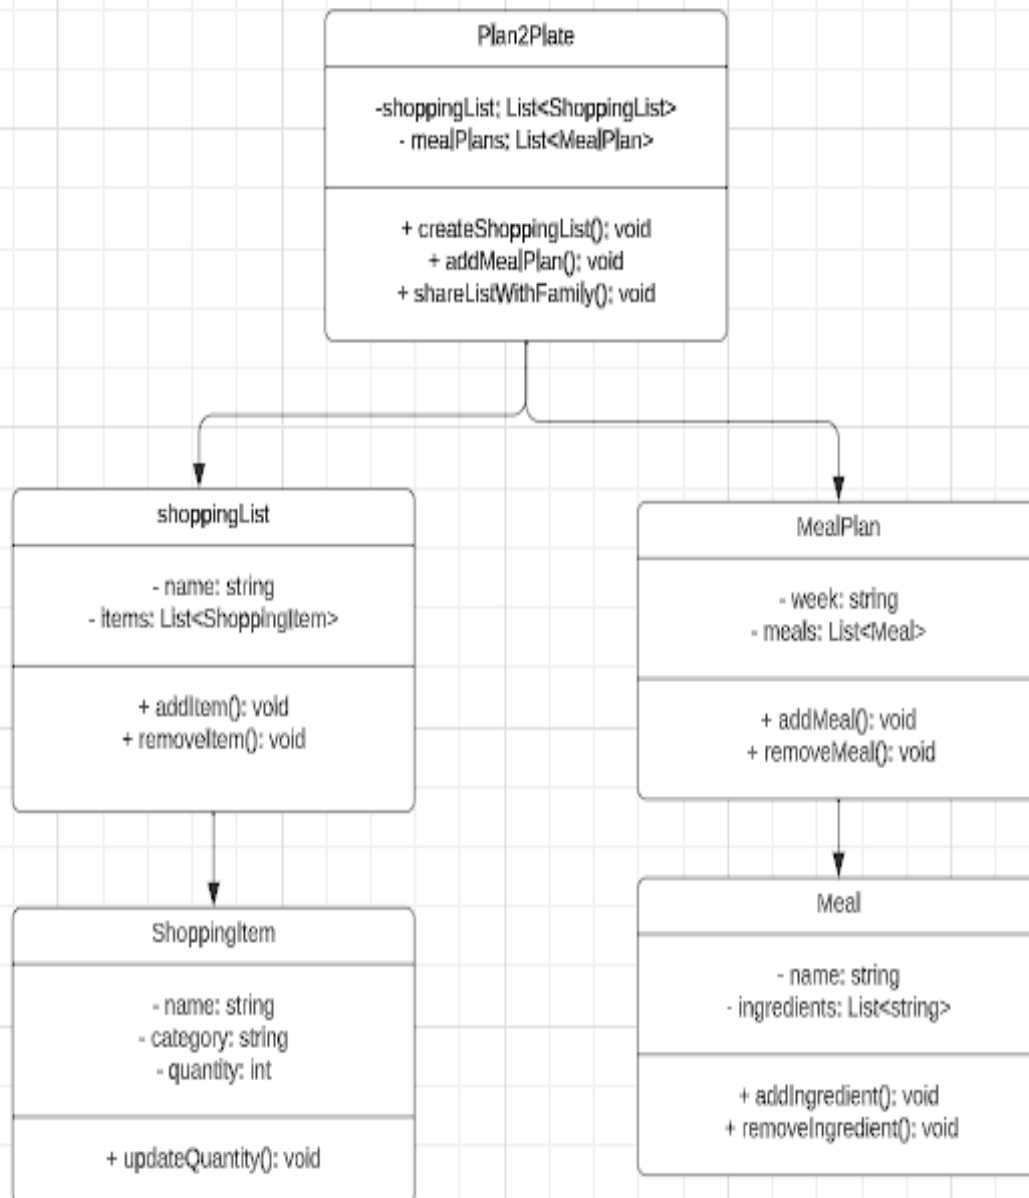 Plan2Plate
-shoppingList; List<ShoppingList>
- mealPlans; List<MealPlan>
+ createShoppingList(); void
+ addMealPlan(); void
+ shareListWithFamily(); void
shoppingList
- name: string
- items: List<ShoppingItem>
+ addItem(): void
+ removeItem(): void
MealPlan
- week: string
- meals: List<Meal>
+ addMeal(): void
+ removeMeal(): void
ShoppingItem
- name: string
- category: string
- quantity: int
+ updateQuantity(): void
Meal
- name: string
- ingredients: List<string>
+ addIngredient(): void
+ removeIngredient(): void